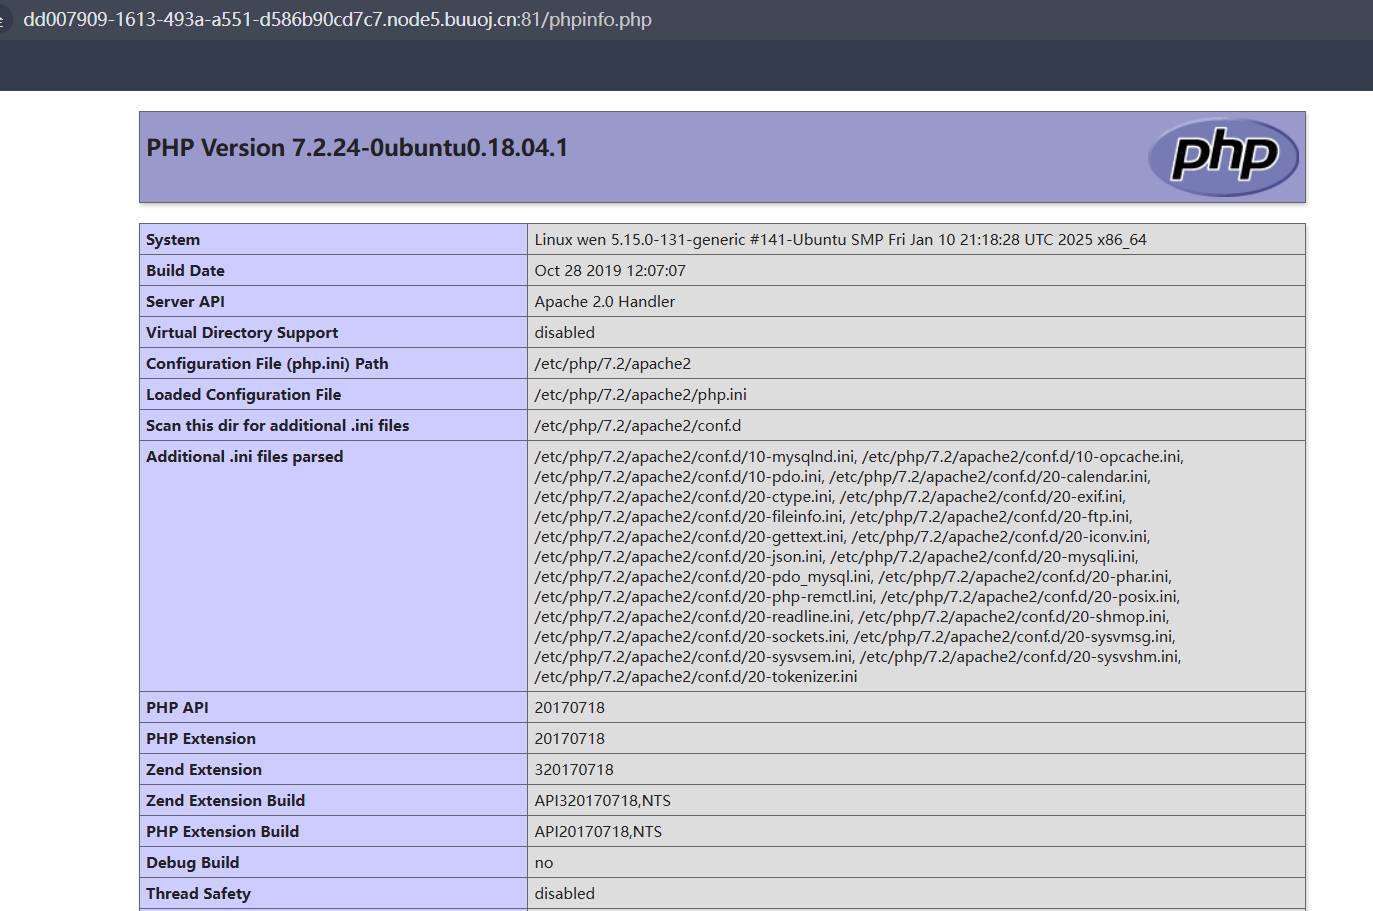 dd007909-1613-493a-a551-d586b90cd7c7.node5.buuoj.cn:81/phpinfo.php
PHP Version 7.2.24-0ubuntu0.18.04.1
php
System Linux wen 5.15.0-131-generic #141-Ubuntu SMP Fri Jan 10 21:18:28 UTC 2025 x86_64
Build Date Oct 28 2019 12:07:07
Server API Apache 2.0 Handler
Virtual Directory Support disabled
Configuration File (php.ini) Path /etc/php/7.2/apache2
Loaded Configuration File /etc/php/7.2/apache2/php.ini
Scan this dir for additional .ini files /etc/php/7.2/apache2/conf.d
Additional .ini files parsed /etc/php/7.2/apache2/conf.d/10-mysqlnd.ini, /etc/php/7.2/apache2/conf.d/10-opcache.ini,
/etc/php/7.2/apache2/conf.d/10-pdo.ini, /etc/php/7.2/apache2/conf.d/20-calendar.ini,
/etc/php/7.2/apache2/conf.d/20-ctype.ini, /etc/php/7.2/apache2/conf.d/20-exif.ini,
/etc/php/7.2/apache2/conf.d/20-fileinfo.ini, /etc/php/7.2/apache2/conf.d/20-ftp.ini,
/etc/php/7.2/apache2/conf.d/20-gettext.ini, /etc/php/7.2/apache2/conf.d/20-iconv.ini,
/etc/php/7.2/apache2/conf.d/20-json.ini, /etc/php/7.2/apache2/conf.d/20-mysqli.ini,
/etc/php/7.2/apache2/conf.d/20-pdo_mysql.ini, /etc/php/7.2/apache2/conf.d/20-phar.ini,
/etc/php/7.2/apache2/conf.d/20-php-remctl.ini, /etc/php/7.2/apache2/conf.d/20-posix.ini,
/etc/php/7.2/apache2/conf.d/20-readline.ini, /etc/php/7.2/apache2/conf.d/20-shmop.ini,
/etc/php/7.2/apache2/conf.d/20-sockets.ini, /etc/php/7.2/apache2/conf.d/20-sysvmsg.ini,
/etc/php/7.2/apache2/conf.d/20-sysvsem.ini, /etc/php/7.2/apache2/conf.d/20-sysvshm.ini,
/etc/php/7.2/apache2/conf.d/20-tokenizer.ini
PHP API 20170718
PHP Extension 20170718
Zend Extension 320170718
Zend Extension Build API320170718,NTS
PHP Extension Build API20170718,NTS
Debug Build no
Thread Safety disabled